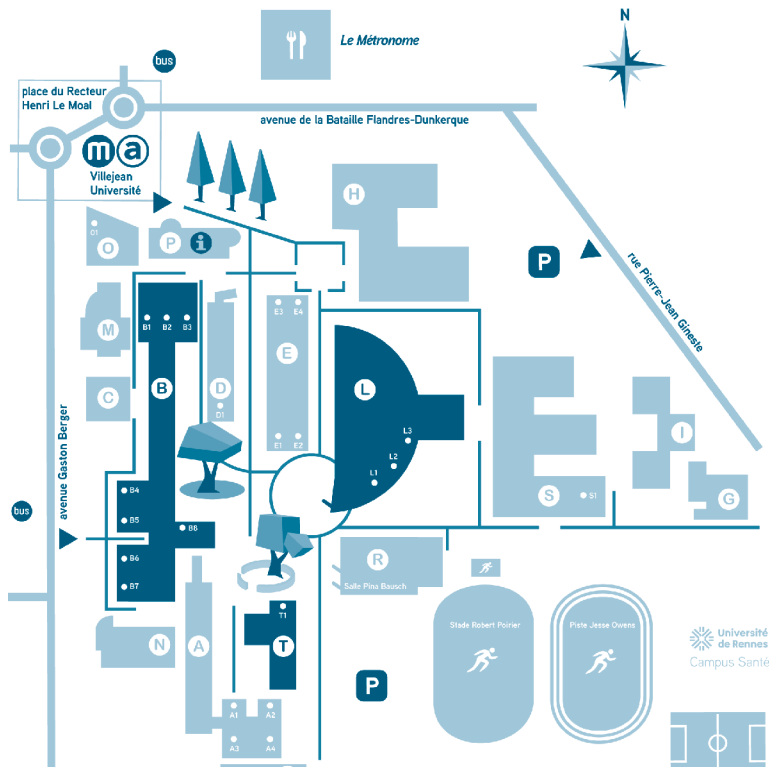 Le Métronome
N
bus
place du Recteur
Henri Le Moal
avenue de la Bataille Flandres-Dunkerque
m a
Villejean
Université
H
O1
O
P i
P
rue Pierre-Jean Gineste
M
B1 B2 B3
E3 E4
E
C
B
D
D1
L
avenue Gaston Berger
E1 E2
L3
L2
L1
I
B4
B5
S S1
G
bus
B8
B6
B7
R
Salle Pina Bausch
T1
T
N
A
Stade Robert Poirier
Piste Jesse Owens
Université
de Rennes
Campus Santé
P
A1 A2
A3 A4